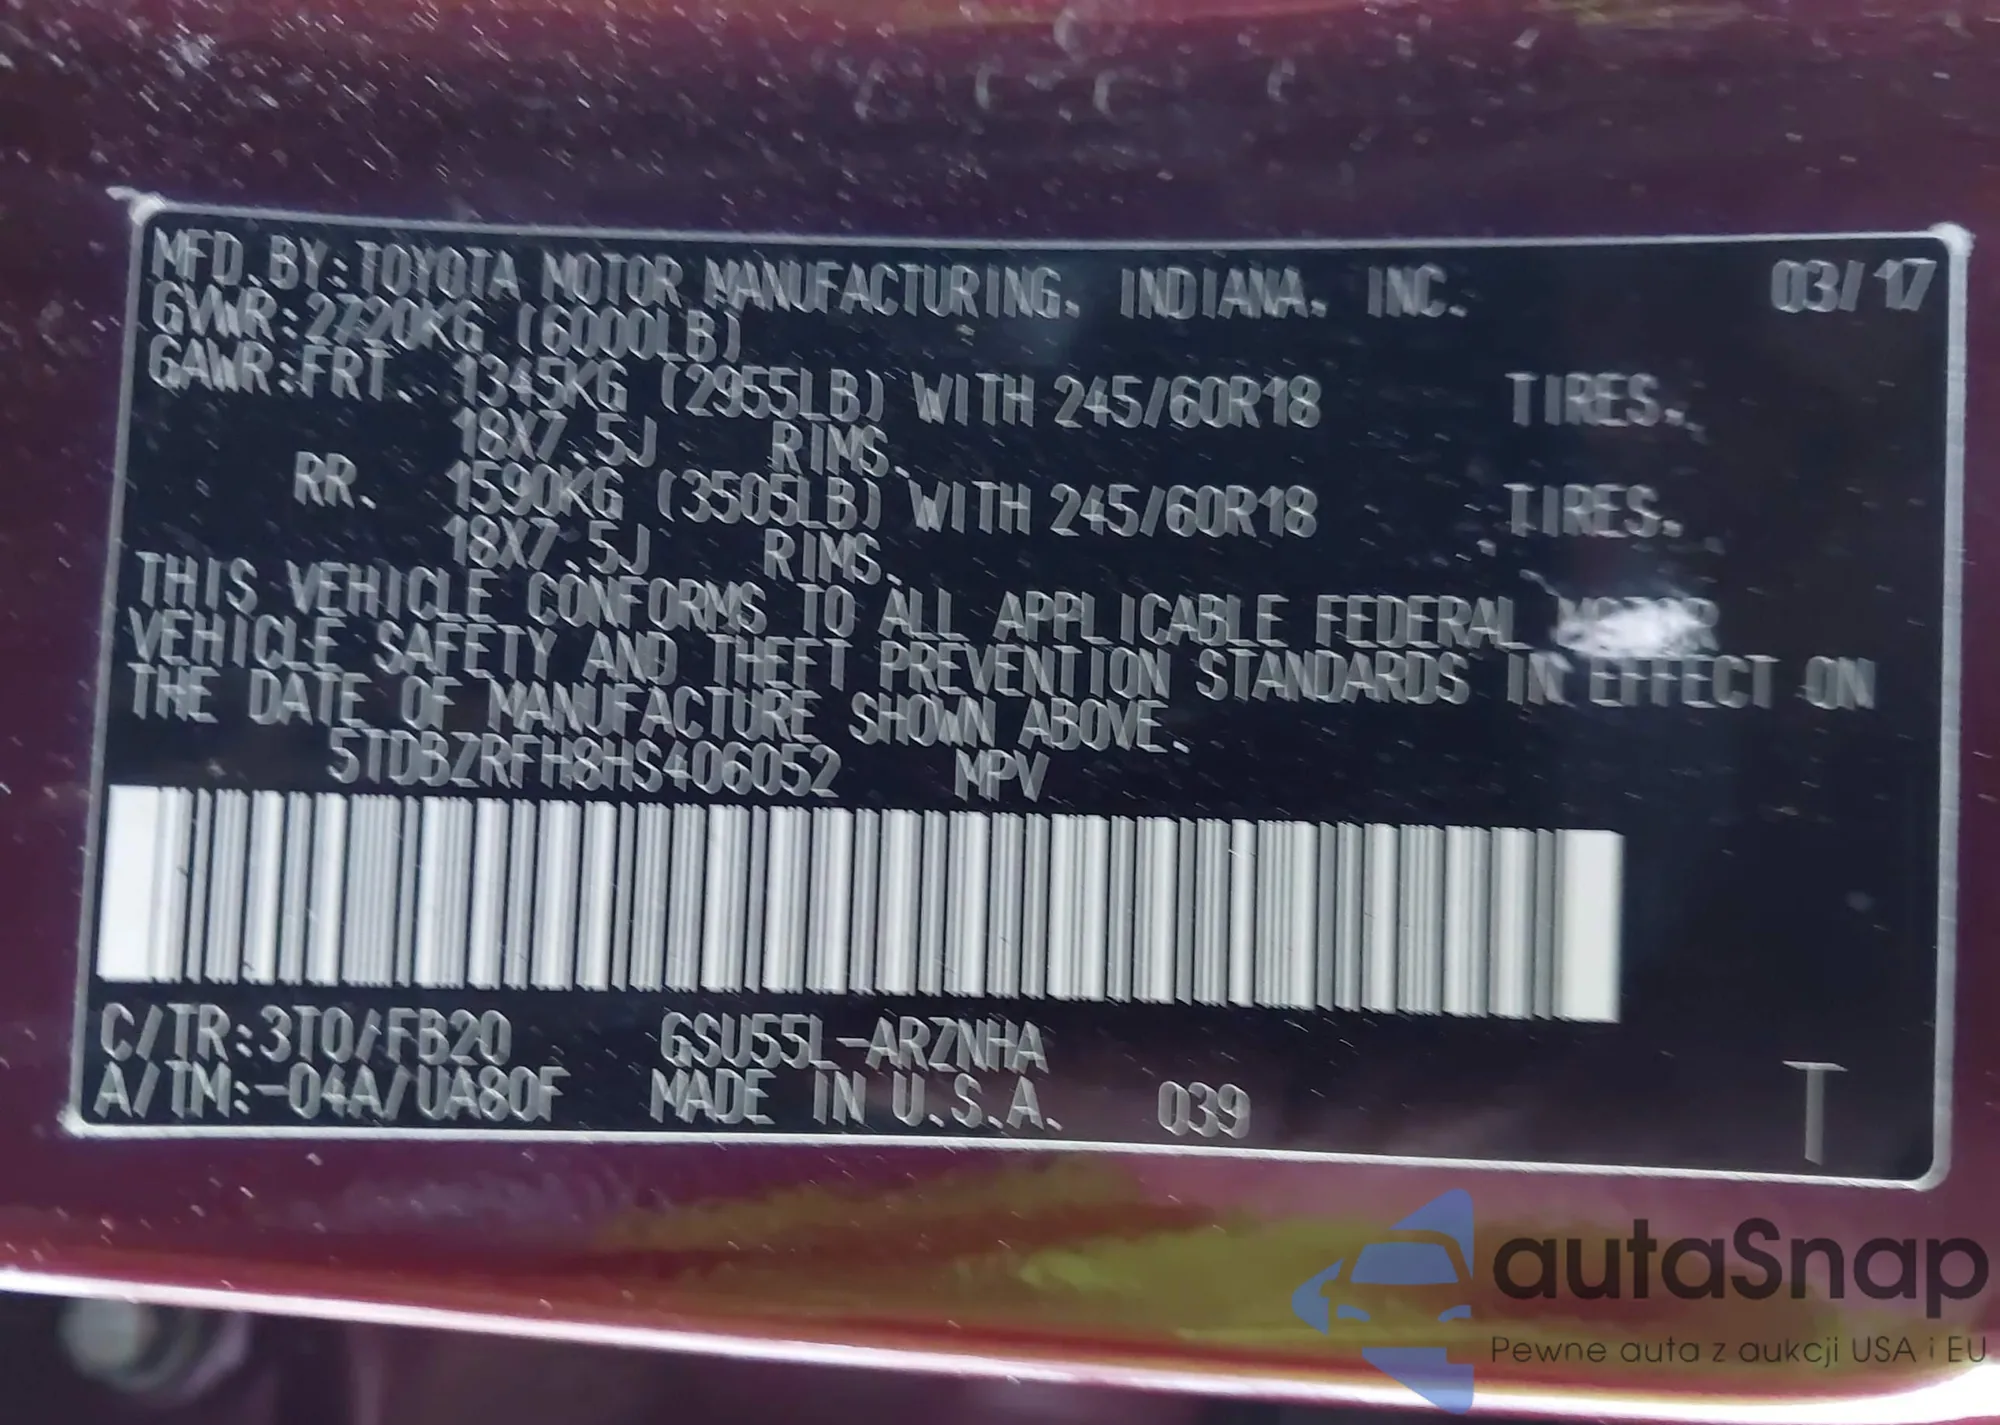 MFD. BY: TOYOTA MOTOR MANUFACTURING, INDIANA, INC. 03/17
GVWR: 2720KG (6000LB)
GAWR: FRT. 1345KG (2955LB) WITH 245/60R18 TIRES,
18X7.5J RIMS.
RR. 1590KG (3505LB) WITH 245/60R18 TIRES,
18X7.5J RIMS.
THIS VEHICLE CONFORMS TO ALL APPLICABLE FEDERAL MOTOR
VEHICLE SAFETY AND THEFT PREVENTION STANDARDS IN EFFECT ON
THE DATE OF MANUFACTURE SHOWN ABOVE.
5TDBZRFH8HS406052 MPV
C/TR: 3T0/FB20 GSU55L-ARZNHA
A/TM: -04A/UA80F MADE IN U.S.A. 039 T
autaSnap
Pewne auta z aukcji USA i EU